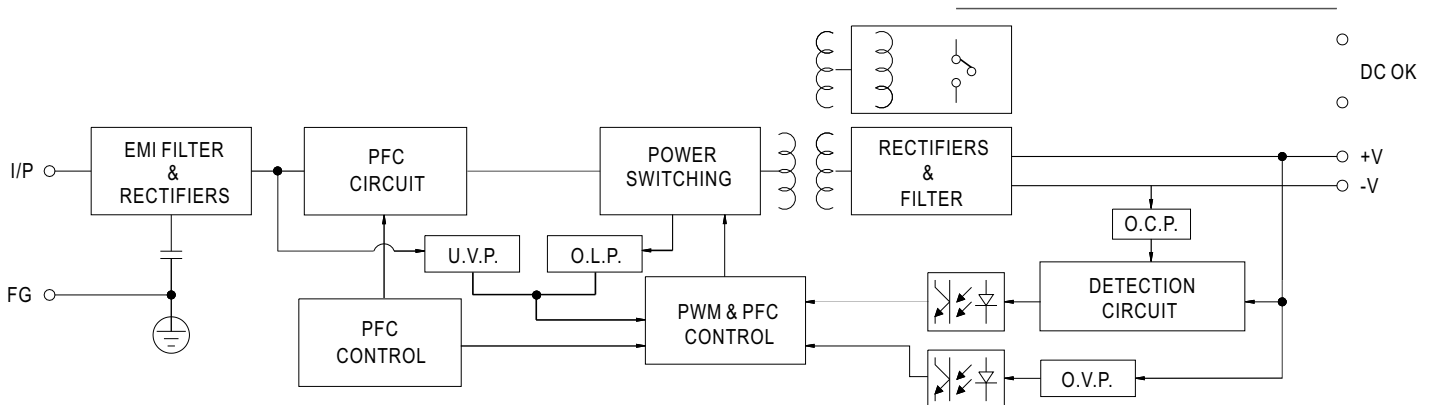 DC OK
I/P
EMI FILTER
&
RECTIFIERS
PFC
CIRCUIT
POWER
SWITCHING
RECTIFIERS
&
FILTER
+V
-V
O.C.P.
U.V.P.
O.L.P.
DETECTION
CIRCUIT
FG
PFC
CONTROL
PWM & PFC
CONTROL
O.V.P.